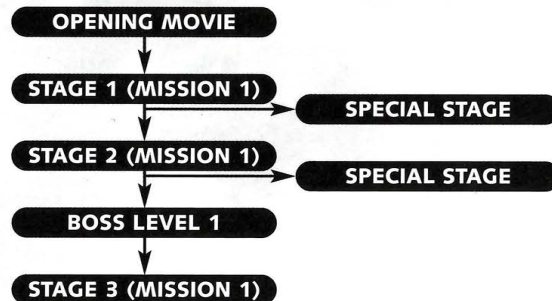 OPENING MOVIE
STAGE 1 (MISSION 1)
SPECIAL STAGE
STAGE 2 (MISSION 1)
SPECIAL STAGE
BOSS LEVEL 1
STAGE 3 (MISSION 1)